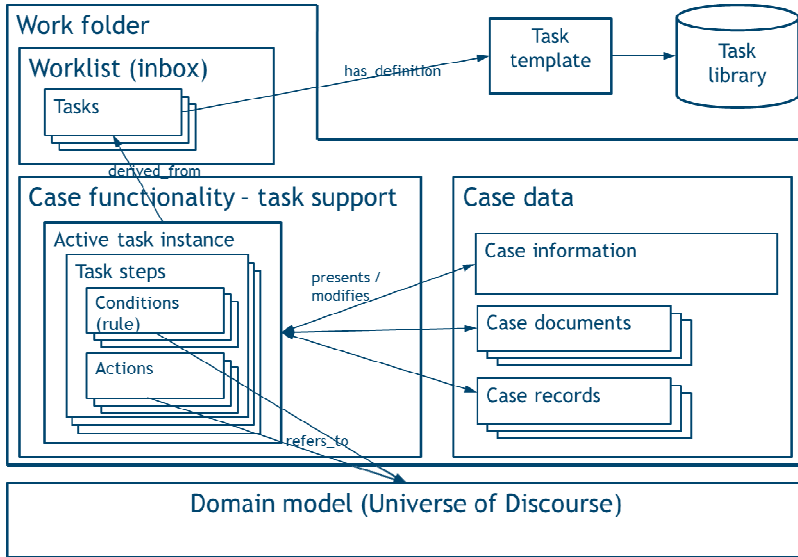 Work folder
Worklist (inbox)
Tasks
has_definition
Task
template
Task
library
derived_from
Case functionality - task support
Active task instance
Task steps
Conditions
(rule)
Actions
presents /
modifies
refers_to
Case data
Case information
Case documents
Case records
Domain model (Universe of Discourse)